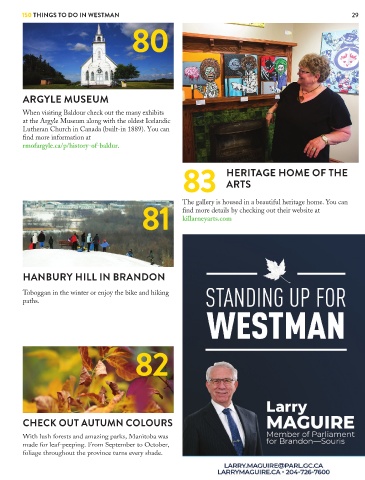 150 THINGS TO DO IN WESTMAN
29
80
ARGYLE MUSEUM
When visiting Baldur check out the many exhibits
at the Argyle Museum along with the oldest Icelandic
Lutheran Church in Canada (built-in 1889). You can
find more information at
rmofargyle.ca/p/history-of-baldur.
81
HANBURY HILL IN BRANDON
Toboggan in the winter or enjoy the bike and hiking
paths.
82
CHECK OUT AUTUMN COLOURS
With lush forests and amazing parks, Manitoba was
made for leaf-peeping. From September to October,
foliage throughout the province turns every shade.
83 HERITAGE HOME OF THE
ARTS
The gallery is housed in a beautiful heritage home. You can
find more details by checking out their website at
killarneyarts.com
STANDING UP FOR
WESTMAN
Larry
MAGUIRE
Member of Parliament
for Brandon—Souris
LARRY.MAGUIRE@PARL.GC.CA
LARRYMAGUIRE.CA • 204-726-7600